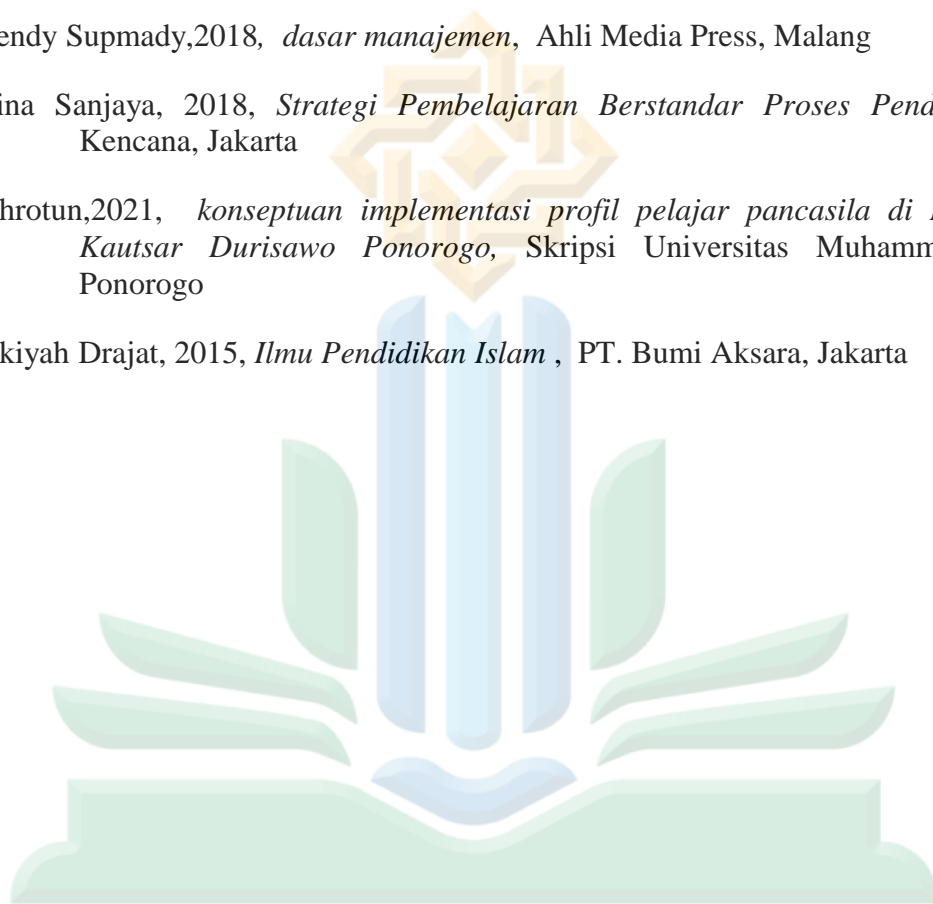 endy Supmady,2018, dasar manajemen, Ahli Media Press, Malang
ina Sanjaya, 2018, Strategi Pembelajaran Berstandar Proses Pend
Kencana, Jakarta
hrotun,2021, konseptuan implementasi profil pelajar pancasila di
Kautsar Durisawo Ponorogo, Skripsi Universitas Muhamm
Ponorogo
kiyah Drajat, 2015, Ilmu Pendidikan Islam , PT. Bumi Aksara, Jakarta